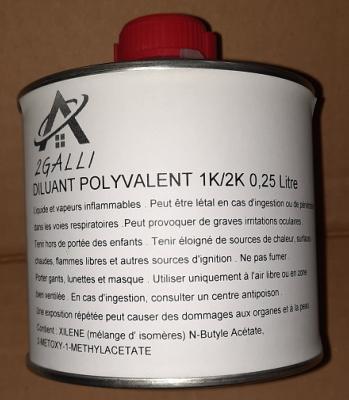 2GALLI
DILUANT POLYVALENT 1K/2K 0,25 Litre
Liquide et vapeurs inflammables . Peut être létal en cas d'ingestion ou de pénétra
dans les voies respiratoires . Peut provoquer de graves irritations oculaires .
Tenir hors de portée des enfants . Tenir éloigné de sources de chaleur, surfaces
chaudes, flammes libres et autres sources d'ignition . Ne pas fumer .
Porter gants, lunettes et masque . Utiliser uniquement à l'air libre ou en zone
bien ventilée . En cas d'ingestion, consulter un centre antipoison .
Une exposition répétée peut causer des dommages aux organes et à la peau
Contient : XILENE (mélange d' isomères) N-Butyle Acétate,
2-METOXY-1-METHYLACETATE